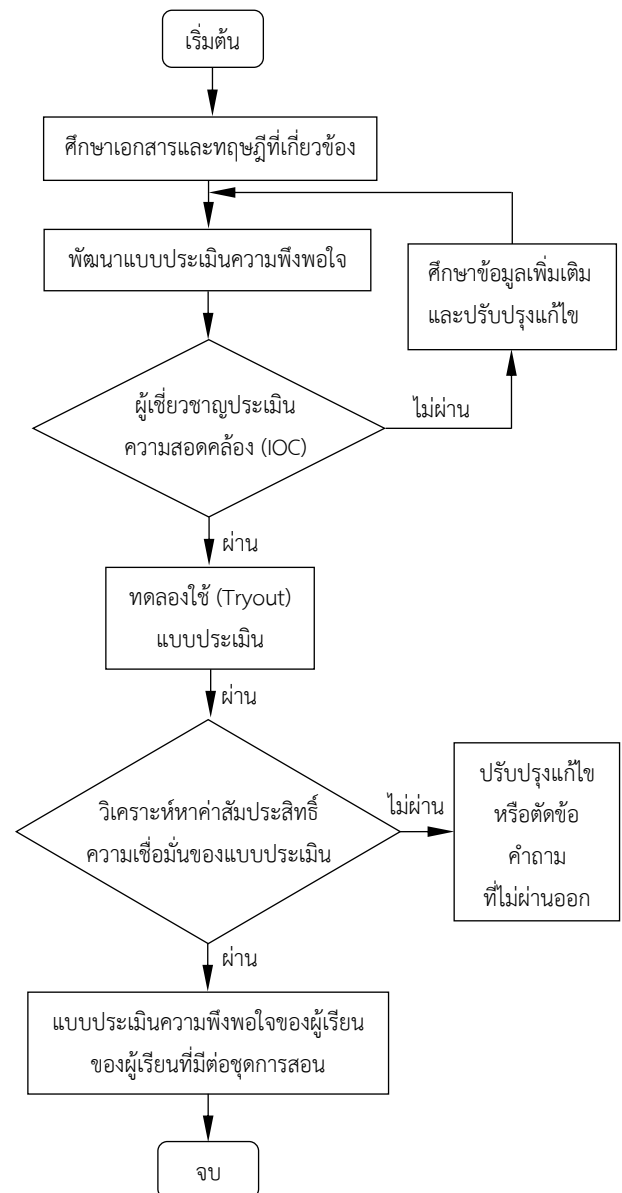 เริ่มต้น
ศึกษาเอกสารและทฤษฎีที่เกี่ยวข้อง
พัฒนาแบบประเมินความพึงพอใจ
ศึกษาข้อมูลเพิ่มเติม
และปรับปรุงแก้ไข
ผู้เชี่ยวชาญประเมิน
ความสอดคล้อง (IOC)
ไม่ผ่าน
ผ่าน
ทดลองใช้ (Tryout)
แบบประเมิน
ผ่าน
วิเคราะห์หาค่าสัมประสิทธิ์
ความเชื่อมั่นของแบบประเมิน
ไม่ผ่าน
ปรับปรุงแก้ไข
หรือตัดข้อ
คำถาม
ที่ไม่ผ่านออก
ผ่าน
แบบประเมินความพึงพอใจของผู้เรียน
ของผู้เรียนที่มีต่อชุดการสอน
จบ